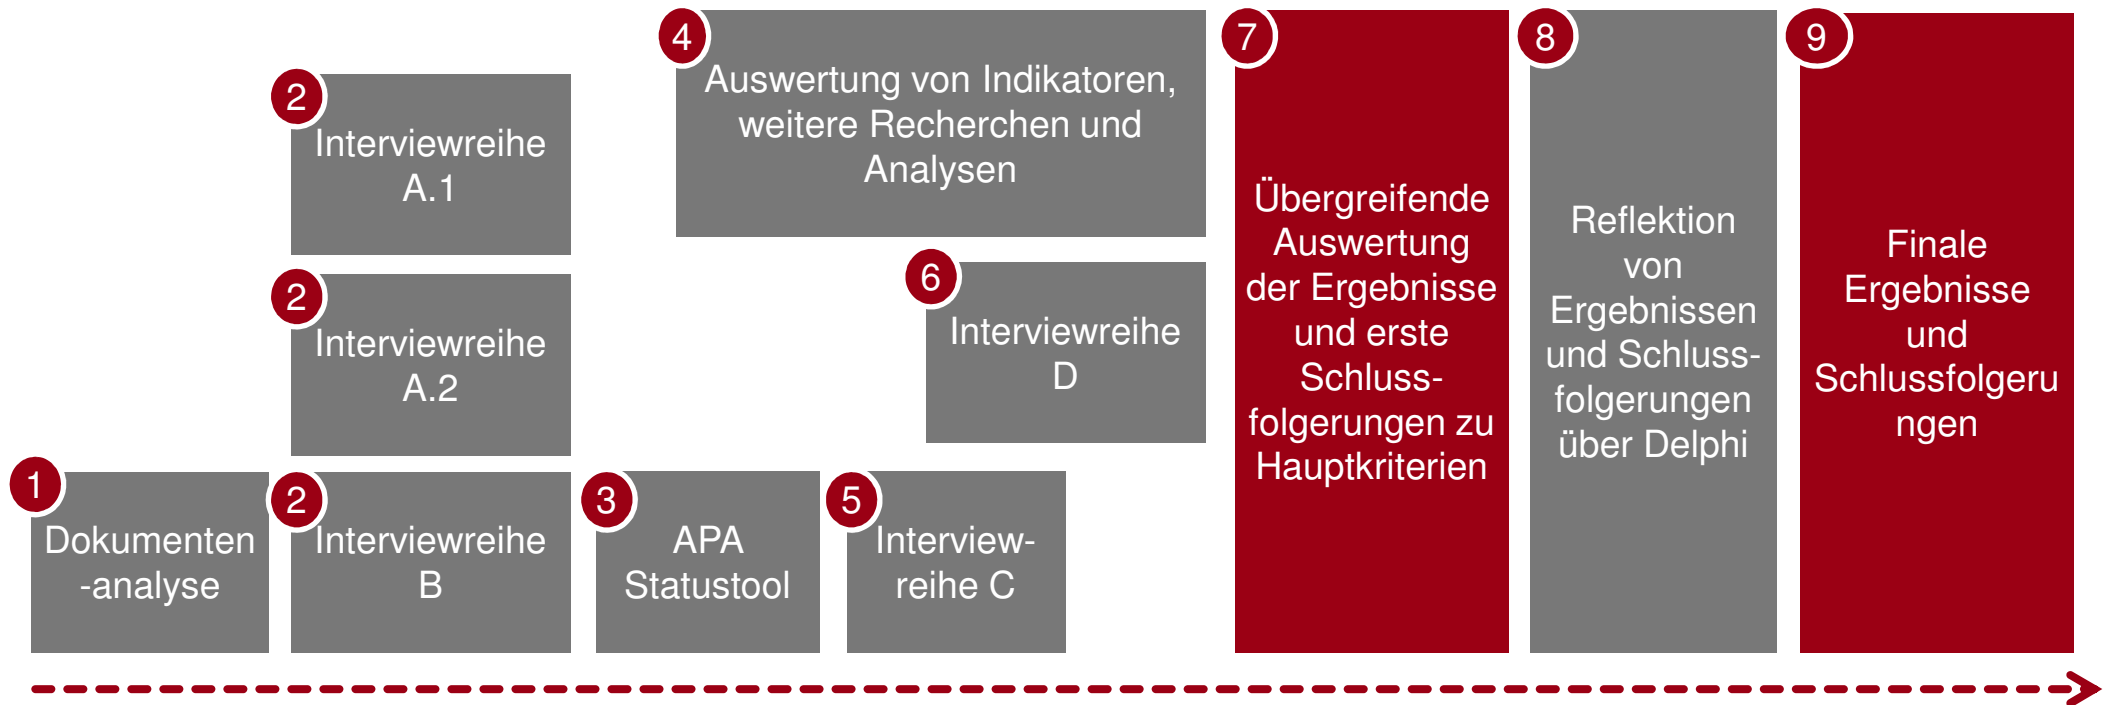 1
Dokumenten
-analyse
2
Interviewreihe
A.1
2
Interviewreihe
A.2
2
Interviewreihe
B
3
APA
Statustool
4
Auswertung von Indikatoren,
weitere Recherchen und
Analysen
5
Interview-
reihe C
6
Interviewreihe
D
7
Übergreifende
Auswertung
der Ergebnisse
und erste
Schluss-
folgerungen zu
Hauptkriterien
8
Reflektion
von
Ergebnissen
und Schluss-
folgerungen
über Delphi
9
Finale
Ergebnisse
und
Schlussfolgeru
ngen